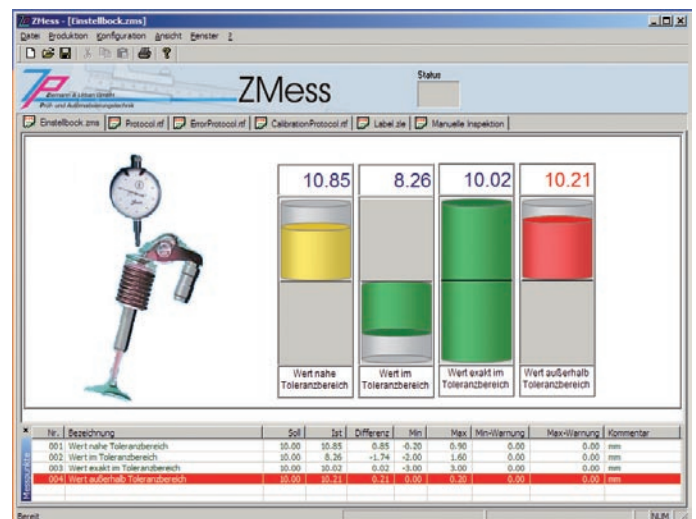 ZMess - [Einstellbock.zms]
Datei Produktion Konfiguration Ansicht Fenster ?
ZMess
Status
Prüf- und Automatisierungstechnik
Einstellbock.zms Protocol.rtf ErrorProtocol.rtf CalibrationProtocol.rtf Label.zle Manuelle Inspektion
10.85 8.26 10.02 10.21
Wert nahe Toleranzbereich
Wert im Toleranzbereich
Wert exakt im Toleranzbereich
Wert außerhalb Toleranzbereich
Nr. Bezeichnung Soll Ist Differenz Min Max Min-Warnung Max-Warnung Kommentar
001 Wert nahe Toleranzbereich 10.00 10.85 0.85 -0.20 0.90 0.00 0.00 mm
002 Wert im Toleranzbereich 10.00 8.26 -1.74 -2.00 1.60 0.00 0.00 mm
003 Wert exakt im Toleranzbereich 10.00 10.02 0.02 -3.00 3.00 0.00 0.00 mm
004 Wert außerhalb Toleranzbereich 10.00 10.21 0.21 0.00 0.20 0.00 0.00 mm
Messpunkte
Bereit NUM